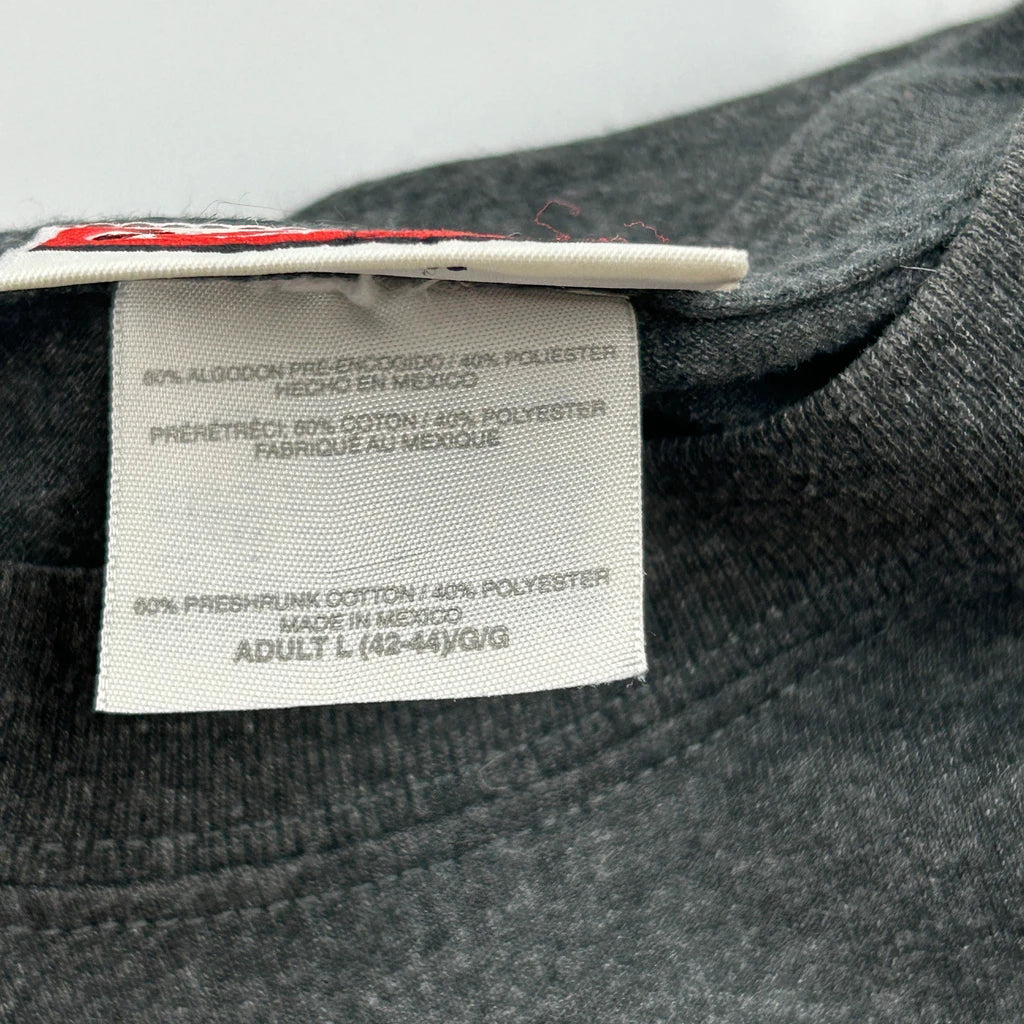 60% ALGODON PRE-ENCOGIDO / 40% POLIESTER
HECHO EN MEXICO
PRÉRÉTRÉCI, 60% COTON / 40% POLYESTER
FABRIQUÉ AU MEXIQUE
60% PRESHRUNK COTTON / 40% POLYESTER
MADE IN MEXICO
ADULT L (42-44)/G/G